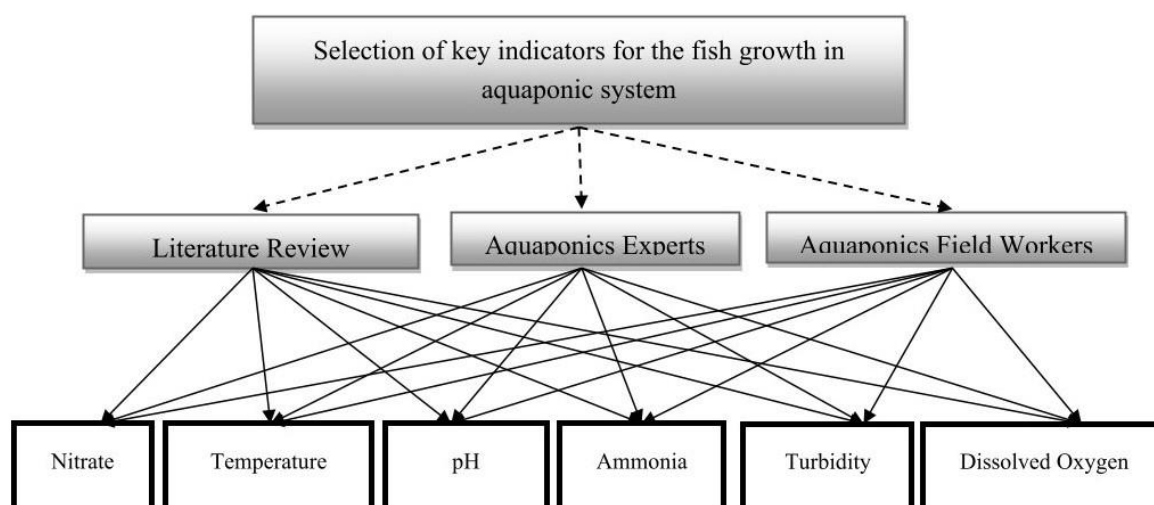 Selection of key indicators for the fish growth in
aquaponic system
Literature Review
Aquaponics Experts
Aquaponics Field Workers
Nitrate
Temperature
pH
Ammonia
Turbidity
Dissolved Oxygen